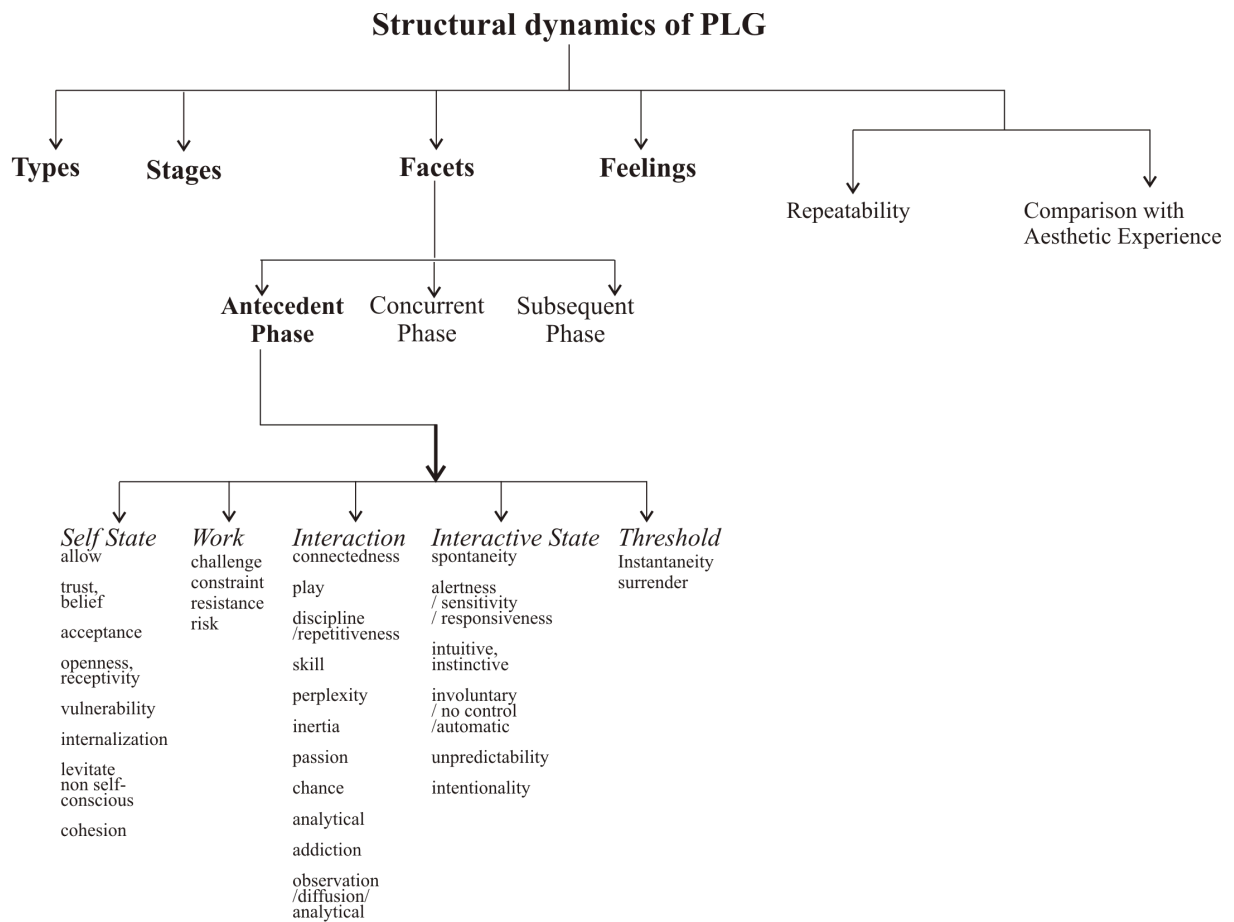 Structural dynamics of PLG
Types
Stages
Facets
Feelings
Repeatability
Comparison with
Aesthetic Experience
Antecedent
Phase
Concurrent
Phase
Subsequent
Phase
Self State
allow
trust,
belief
acceptance
openness,
receptivity
vulnerability
internalization
levitate
non self-
conscious
cohesion
Work
challenge
constraint
resistance
risk
Interaction
connectedness
play
discipline
/repetitiveness
skill
perplexity
inertia
passion
chance
analytical
addiction
observation
/diffusion/
analytical
Interactive State
spontaneity
alertness
/ sensitivity
/ responsiveness
intuitive,
instinctive
involuntary
/ no control
/automatic
unpredictability
intentionality
Threshold
Instantaneity
surrender